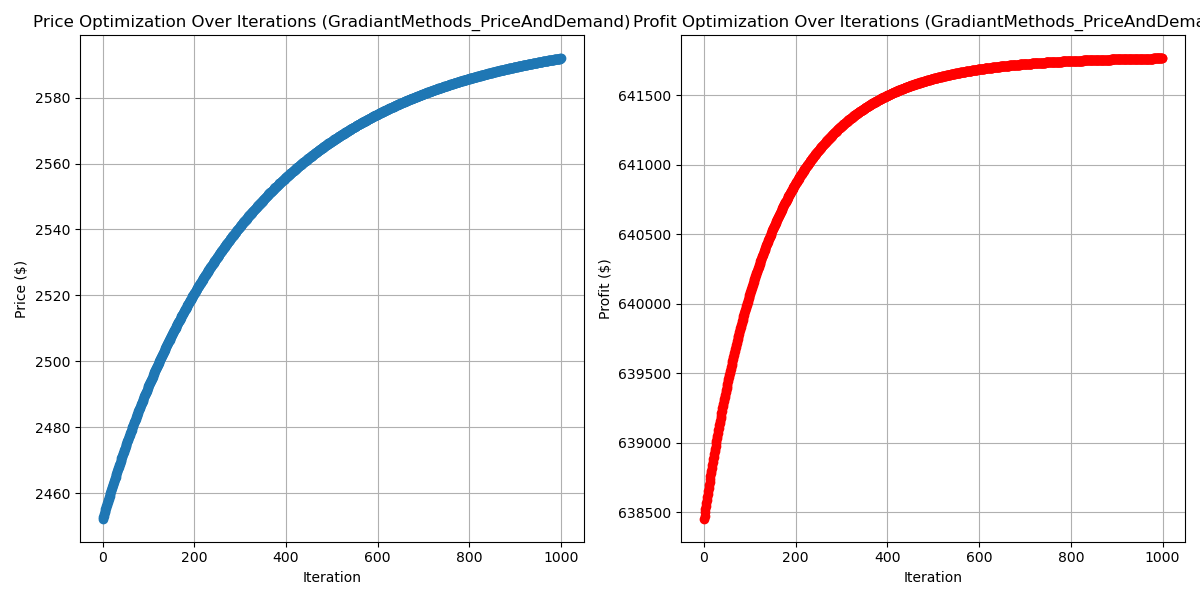 Price Optimization Over Iterations (GradiantMethods_PriceAndDemand)
Price ($)
2580
2560
2540
2520
2500
2480
2460
0 200 400 600 800 1000
Iteration
Profit Optimization Over Iterations (GradiantMethods_PriceAndDema
Profit ($)
641500
641000
640500
640000
639500
639000
638500
0 200 400 600 800 1000
Iteration